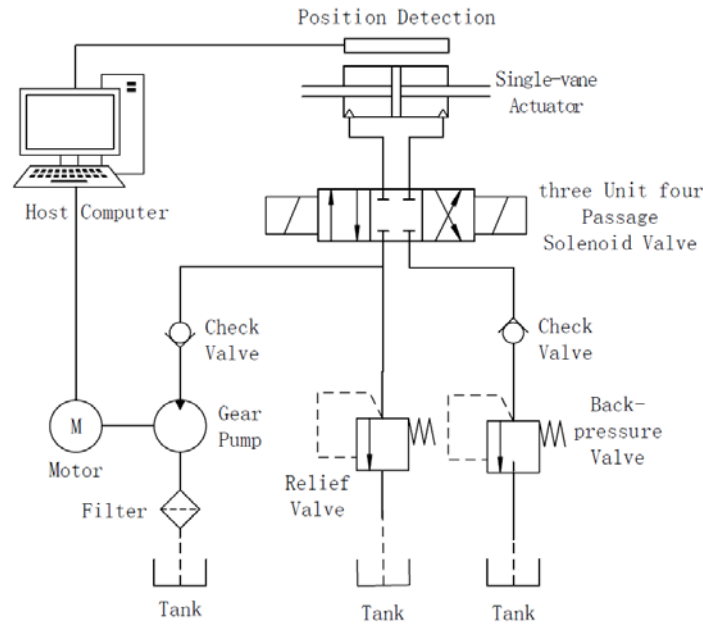 Position Detection
Single-vane
Actuator
Host Computer
three Unit four
Passage
Solenoid Valve
Check
Valve
Check
Valve
M
Motor
Gear
Pump
Back-
pressure
Valve
Relief
Valve
Filter
Tank
Tank
Tank